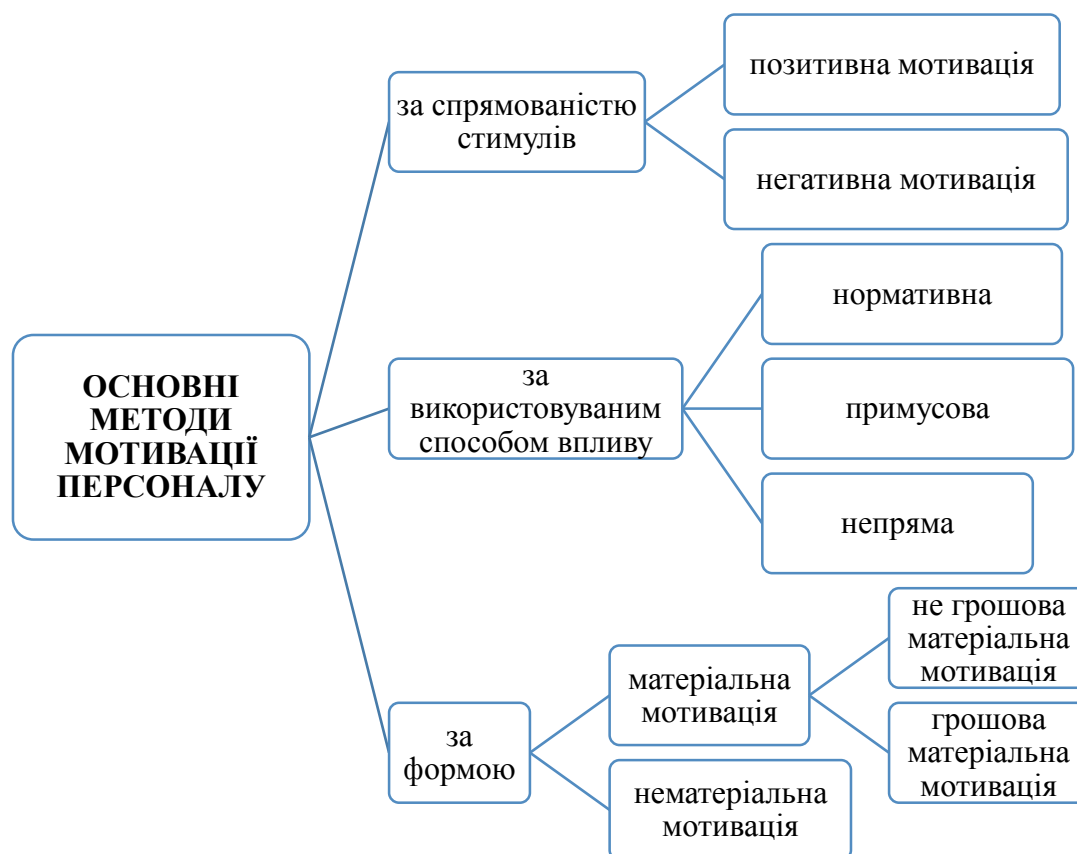 ОСНОВНІ
МЕТОДИ
МОТИВАЦІЇ
ПЕРСОНАЛУ
за спрямованістю
стимулів
позитивна мотивація
негативна мотивація
за
використовуваним
способом впливу
нормативна
примусова
непряма
за
формою
матеріальна
мотивація
не грошова
матеріальна
мотивація
грошова
матеріальна
мотивація
нематеріальна
мотивація